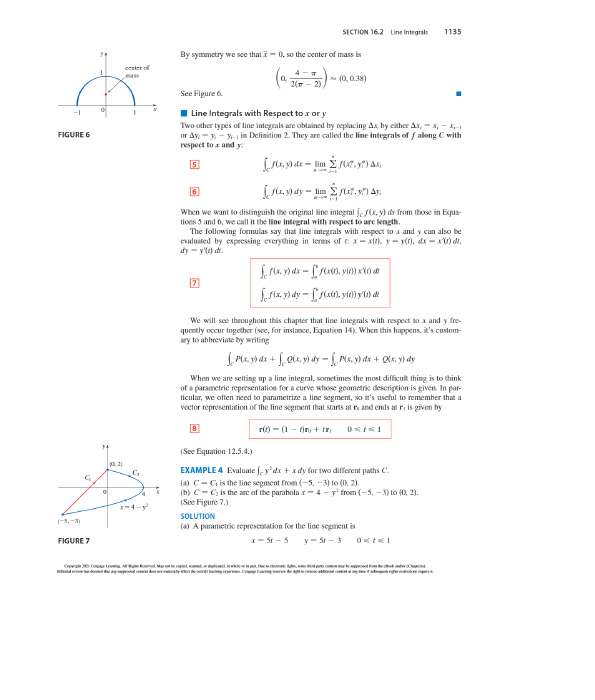 SECTION 16.2 Line Integrals 1135
By symmetry we see that x̄ = 0, so the center of mass is
(0, (4 − π) / (2(π − 2))) ≈ (0, 0.38)
See Figure 6.
y
center of
mass
1
−1
0
1
x
FIGURE 6
Line Integrals with Respect to x or y
Two other types of line integrals are obtained by replacing Δsᵢ by either Δxᵢ = xᵢ − xᵢ₋₁
or Δyᵢ = yᵢ − yᵢ₋₁ in Definition 2. They are called the line integrals of f along C with
respect to x and y:
5 ∫_C f(x, y) dx = lim_{n→∞} Σ_{i=1}^{n} f(xᵢ*, yᵢ*) Δxᵢ
6 ∫_C f(x, y) dy = lim_{n→∞} Σ_{i=1}^{n} f(xᵢ*, yᵢ*) Δyᵢ
When we want to distinguish the original line integral ∫_C f(x, y) ds from those in Equa-
tions 5 and 6, we call it the line integral with respect to arc length.
The following formulas say that line integrals with respect to x and y can also be
evaluated by expressing everything in terms of t: x = x(t), y = y(t), dx = x′(t) dt,
dy = y′(t) dt.
7 ∫_C f(x, y) dx = ∫_a^b f(x(t), y(t)) x′(t) dt
∫_C f(x, y) dy = ∫_a^b f(x(t), y(t)) y′(t) dt
We will see throughout this chapter that line integrals with respect to x and y fre-
quently occur together (see, for instance, Equation 14). When this happens, it's custom-
ary to abbreviate by writing
∫_C P(x, y) dx + ∫_C Q(x, y) dy = ∫_C P(x, y) dx + Q(x, y) dy
When we are setting up a line integral, sometimes the most difficult thing is to think
of a parametric representation for a curve whose geometric description is given. In par-
ticular, we often need to parametrize a line segment, so it's useful to remember that a
vector representation of the line segment that starts at r₀ and ends at r₁ is given by
8 r(t) = (1 − t)r₀ + tr₁ 0 ≤ t ≤ 1
(See Equation 12.5.4.)
EXAMPLE 4 Evaluate ∫_C y² dx + x dy for two different paths C.
(a) C = C₁ is the line segment from (−5, −3) to (0, 2).
(b) C = C₂ is the arc of the parabola x = 4 − y² from (−5, −3) to (0, 2).
(See Figure 7.)
SOLUTION
(a) A parametric representation for the line segment is
x = 5t − 5 y = 5t − 3 0 ≤ t ≤ 1
y
(0, 2)
C₁
C₂
0
4
x
x = 4 − y²
(−5, −3)
FIGURE 7